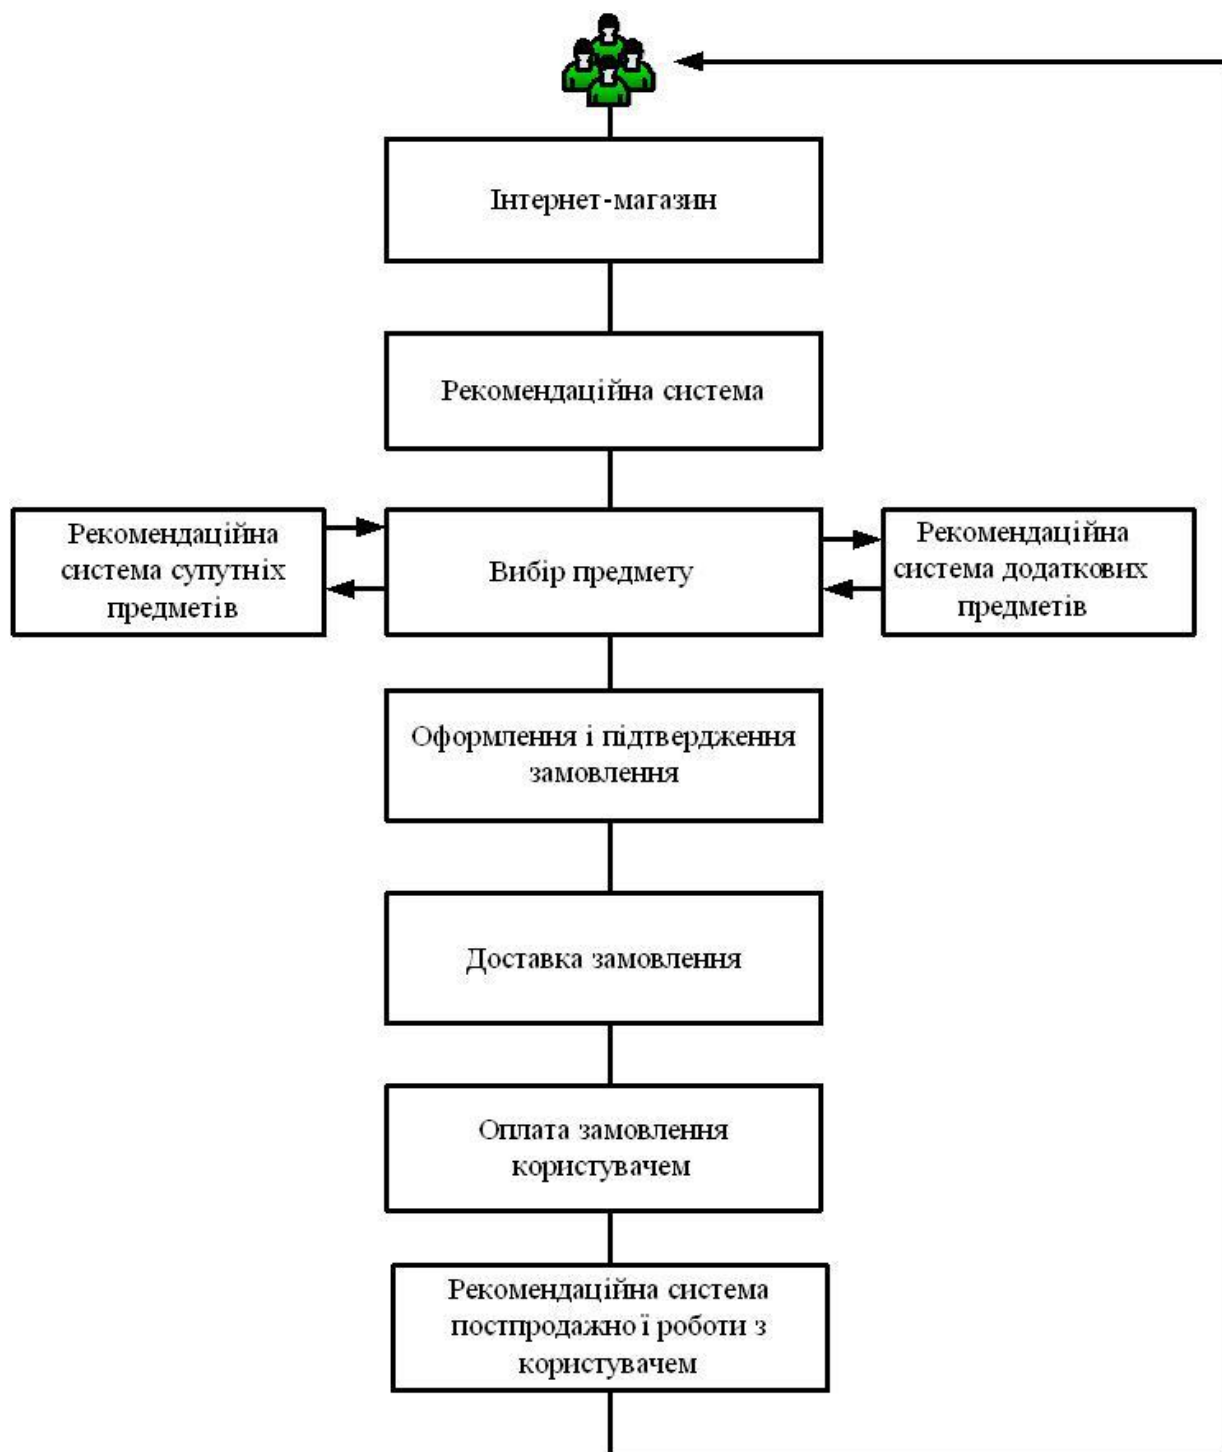 Інтернет-магазин
Рекомендаційна система
Рекомендаційна
система супутніх
предметів
Вибір предмету
Рекомендаційна
система додаткових
предметів
Оформлення і підтвердження
замовлення
Доставка замовлення
Оплата замовлення
користувачем
Рекомендаційна система
постпродажної роботи з
користувачем